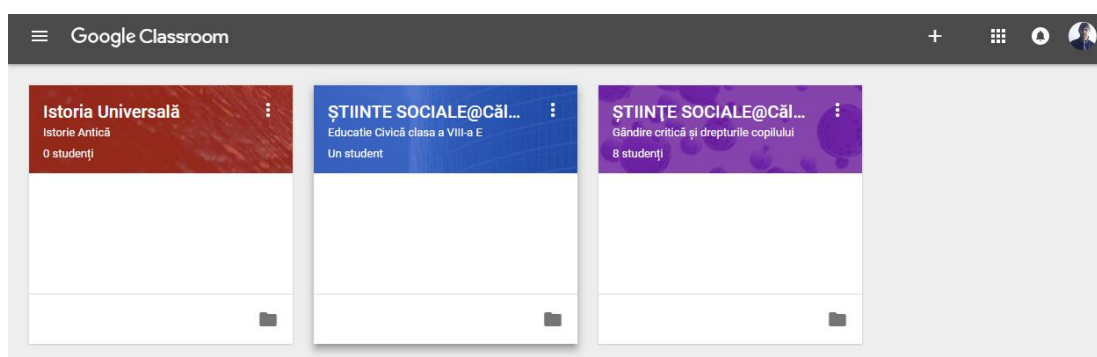 Google Classroom
Istoria Universală
Istorie Antică
0 studenți
ȘTIINTE SOCIALE@Căl...
Educatie Civică clasa a VIII-a E
Un student
ȘTIINŢE SOCIALE@Căl...
Gândire critică și drepturile copilului
8 studenți